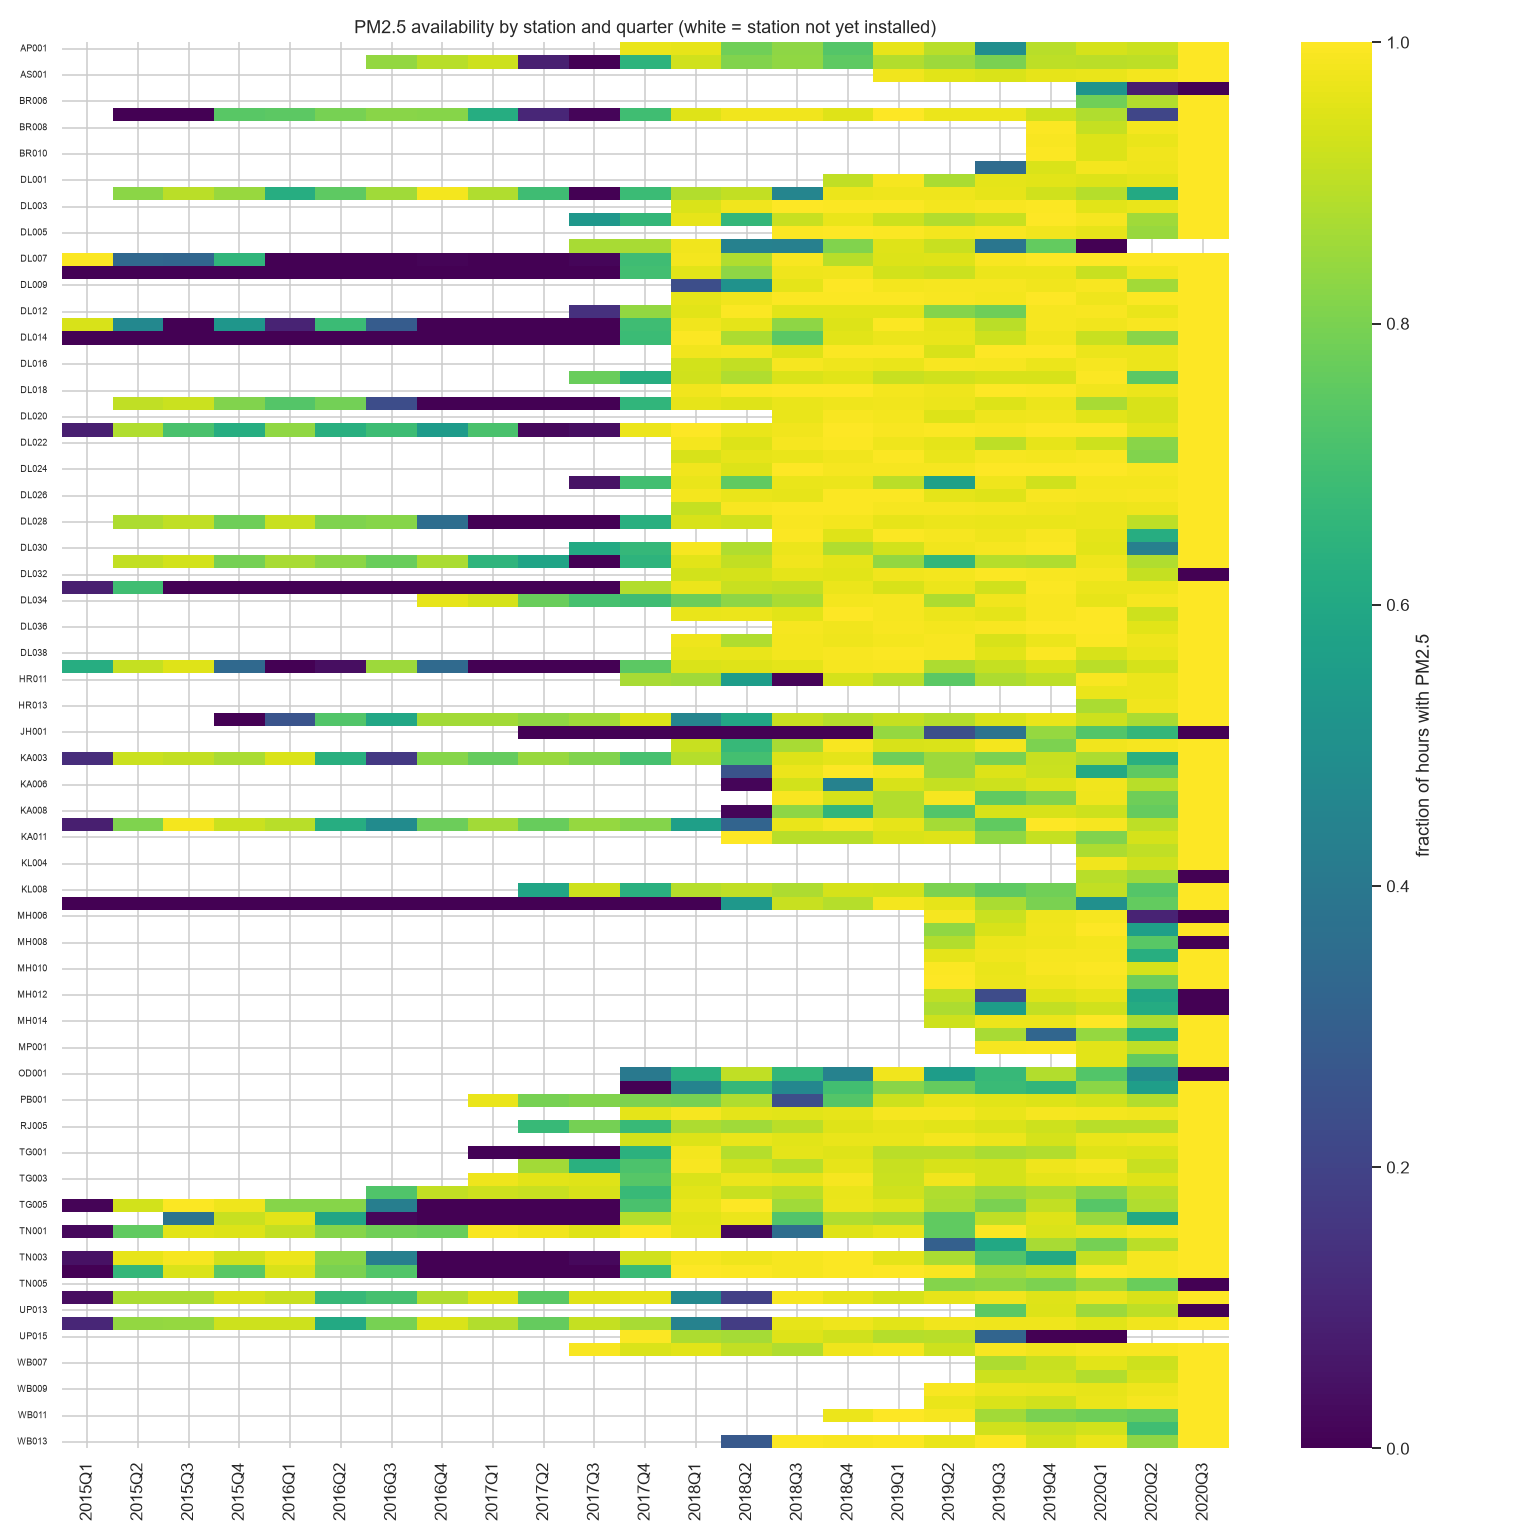 PM2.5 availability by station and quarter (white = station not yet installed)
AP001
AS001
BR006
BR008
BR010
DL001
DL003
DL005
DL007
DL009
DL012
DL014
DL016
DL018
DL020
DL022
DL024
DL026
DL028
DL030
DL032
DL034
DL036
DL038
HR011
HR013
JH001
KA003
KA006
KA008
KA011
KL004
KL008
MH006
MH008
MH010
MH012
MH014
MP001
OD001
PB001
RJ005
TG001
TG003
TG005
TN001
TN003
TN005
UP013
UP015
WB007
WB009
WB011
WB013
2015Q1
2015Q2
2015Q3
2015Q4
2016Q1
2016Q2
2016Q3
2016Q4
2017Q1
2017Q2
2017Q3
2017Q4
2018Q1
2018Q2
2018Q3
2018Q4
2019Q1
2019Q2
2019Q3
2019Q4
2020Q1
2020Q2
2020Q3
1.0
0.8
0.6
0.4
0.2
0.0
fraction of hours with PM2.5